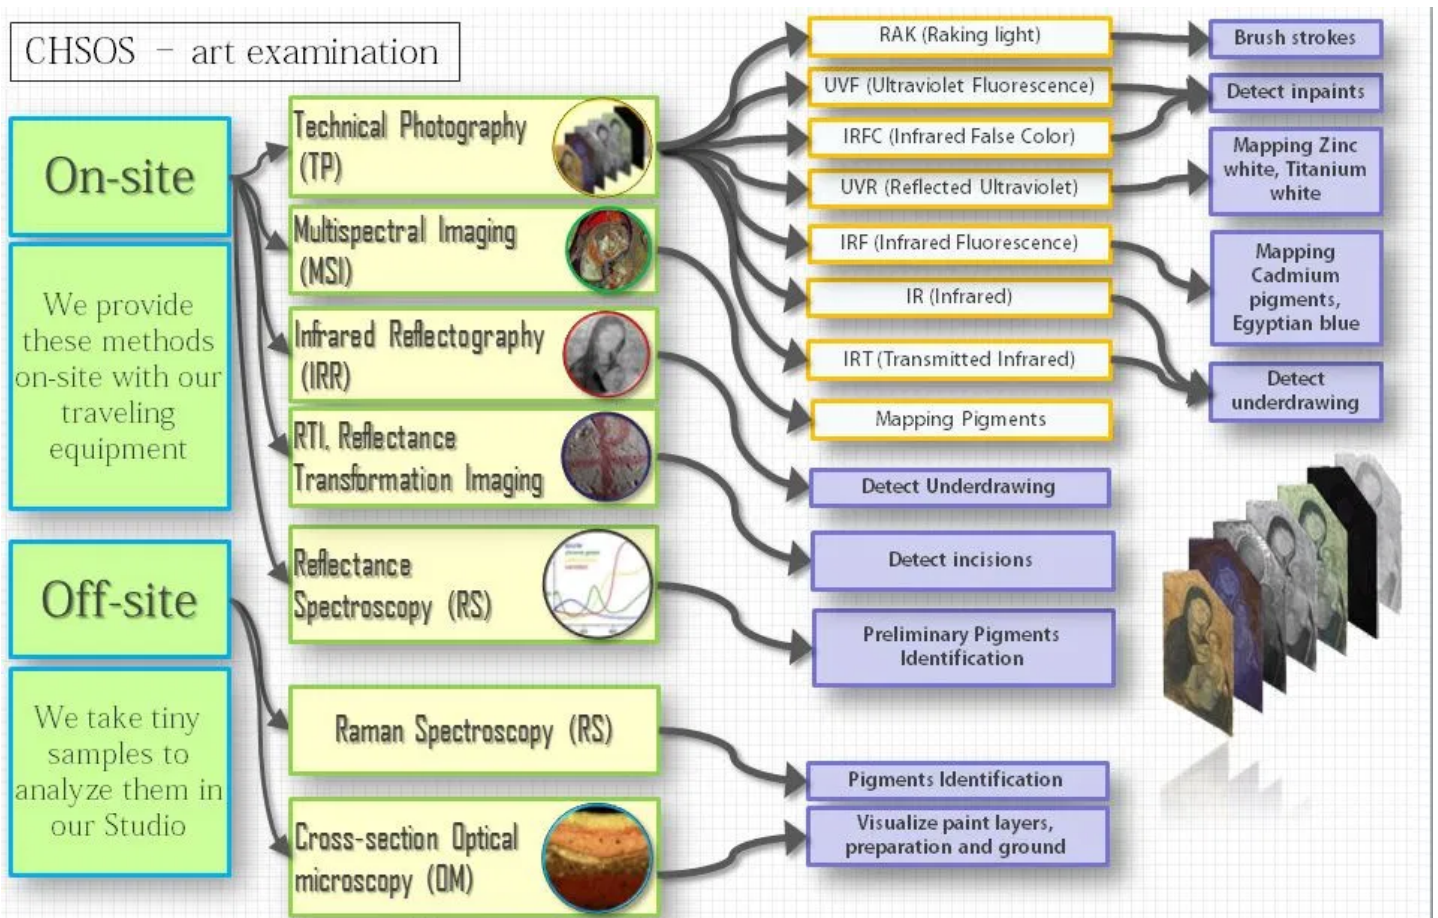 CHSOS – art examination
On-site
We provide
these methods
on-site with our
traveling
equipment
Off-site
We take tiny
samples to
analyze them in
our Studio
Technical Photography
(TP)
Multispectral Imaging
(MSI)
Infrared Reflectography
(IRR)
RTI, Reflectance
Transformation Imaging
Reflectance
Spectroscopy (RS)
Raman Spectroscopy (RS)
Cross-section Optical
microscopy (OM)
RAK (Raking light)
UVF (Ultraviolet Fluorescence)
IRFC (Infrared False Color)
UVR (Reflected Ultraviolet)
IRF (Infrared Fluorescence)
IR (Infrared)
IRT (Transmitted Infrared)
Mapping Pigments
Detect Underdrawing
Detect incisions
Preliminary Pigments
Identification
Pigments Identification
Visualize paint layers,
preparation and ground
Brush strokes
Detect inpaints
Mapping Zinc
white, Titanium
white
Mapping
Cadmium
pigments,
Egyptian blue
Detect
underdrawing